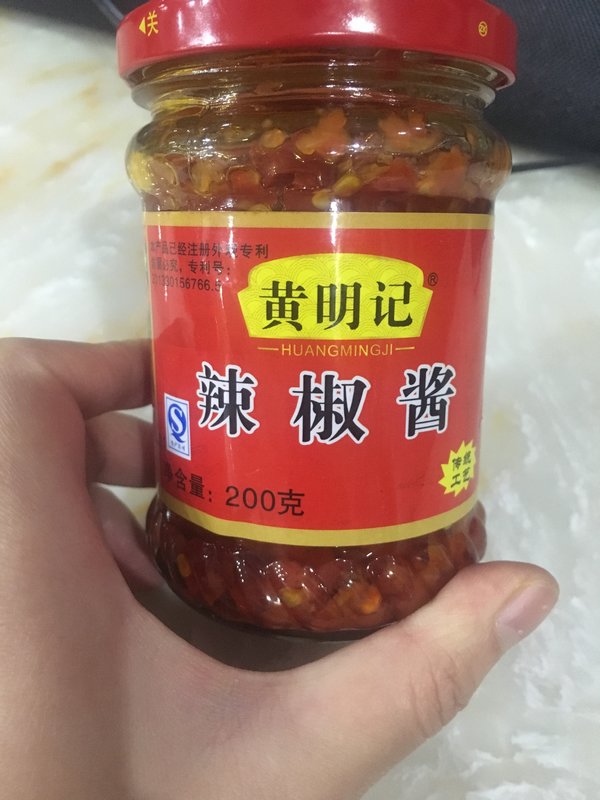 关
本产品已经注册外观专利
专利号:
黄明记®
HUANGMINGJI
辣椒酱
传统
工艺
净含量:200克